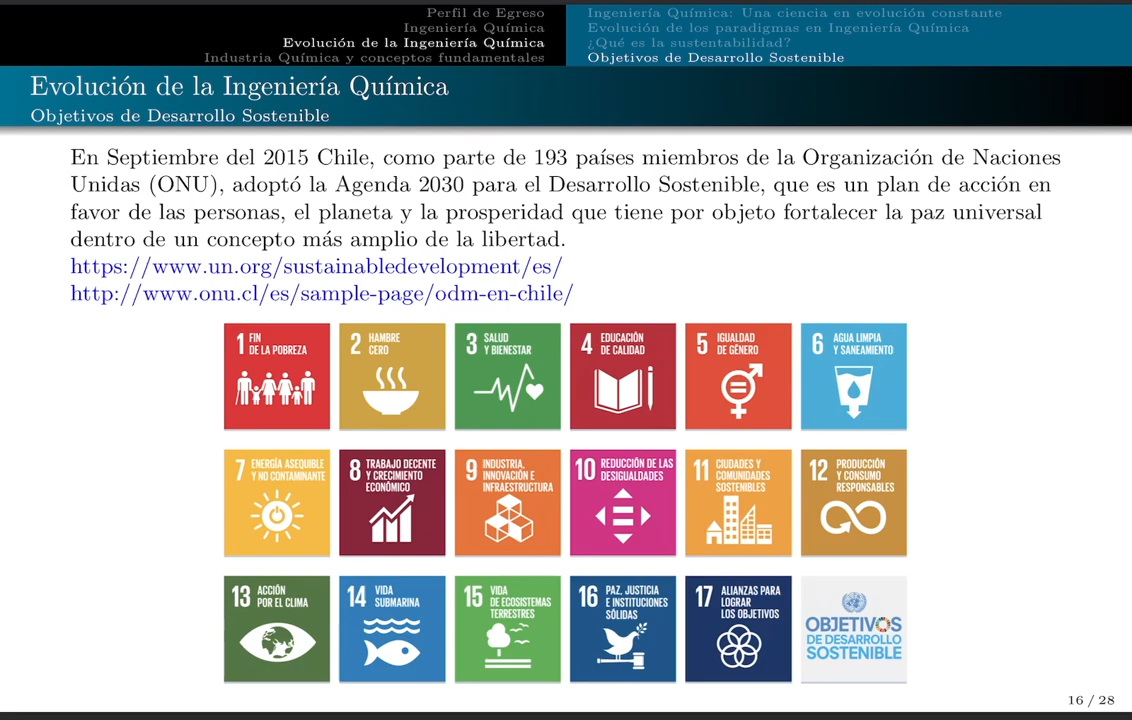 Perfil de Egreso
Ingeniería Química
Evolución de la Ingeniería Química
Industria Química y conceptos fundamentales
Ingeniería Química: Una ciencia en evolución constante
Evolución de los paradigmas en Ingeniería Química
¿Qué es la sustentabilidad?
Objetivos de Desarrollo Sostenible
Evolución de la Ingeniería Química
Objetivos de Desarrollo Sostenible
En Septiembre del 2015 Chile, como parte de 193 países miembros de la Organización de Naciones
Unidas (ONU), adoptó la Agenda 2030 para el Desarrollo Sostenible, que es un plan de acción en
favor de las personas, el planeta y la prosperidad que tiene por objeto fortalecer la paz universal
dentro de un concepto más amplio de la libertad.
https://www.un.org/sustainabledevelopment/es/
http://www.onu.cl/es/sample-page/odm-en-chile/
1 FIN
DE LA POBREZA
2 HAMBRE
CERO
3 SALUD
Y BIENESTAR
4 EDUCACIÓN
DE CALIDAD
5 IGUALDAD
DE GÉNERO
6 AGUA LIMPIA
Y SANEAMIENTO
7 ENERGÍA ASEQUIBLE
Y NO CONTAMINANTE
8 TRABAJO DECENTE
Y CRECIMIENTO
ECONÓMICO
9 INDUSTRIA,
INNOVACIÓN E
INFRAESTRUCTURA
10 REDUCCIÓN DE LAS
DESIGUALDADES
11 CIUDADES Y
COMUNIDADES
SOSTENIBLES
12 PRODUCCIÓN
Y CONSUMO
RESPONSABLES
13 ACCIÓN
POR EL CLIMA
14 VIDA
SUBMARINA
15 VIDA
DE ECOSISTEMAS
TERRESTRES
16 PAZ, JUSTICIA
E INSTITUCIONES
SÓLIDAS
17 ALIANZAS PARA
LOGRAR
LOS OBJETIVOS
OBJETIVOS
DE DESARROLLO
SOSTENIBLE
16 / 28